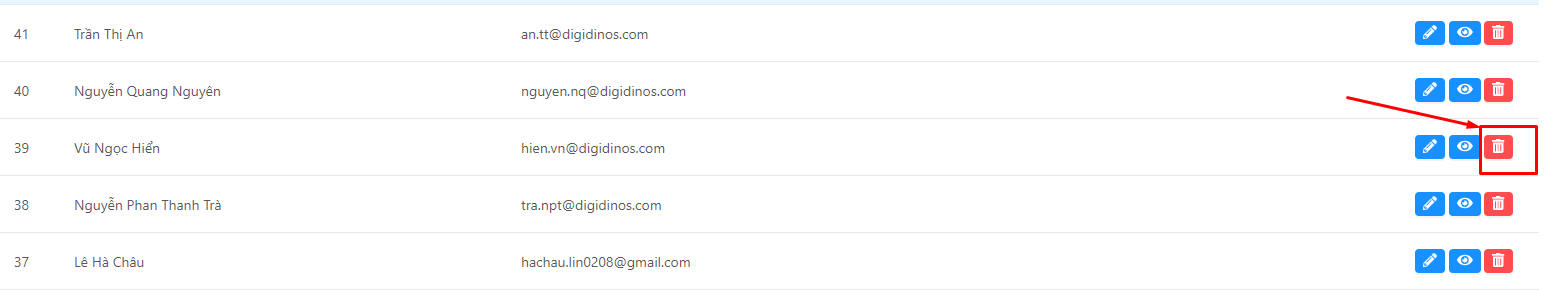 41 Trần Thị An an.tt@digidinos.com
40 Nguyễn Quang Nguyên nguyen.nq@digidinos.com
39 Vũ Ngọc Hiển hien.vn@digidinos.com
38 Nguyễn Phan Thanh Trà tra.npt@digidinos.com
37 Lê Hà Châu hachau.lin0208@gmail.com